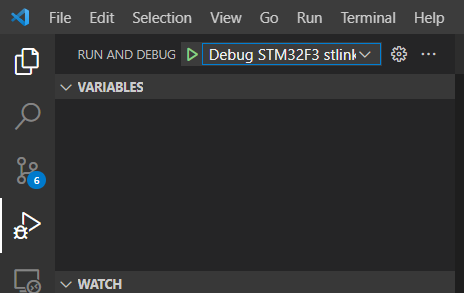 File Edit Selection View Go Run Terminal Help
RUN AND DEBUG Debug STM32F3 stlink
VARIABLES
6
WATCH